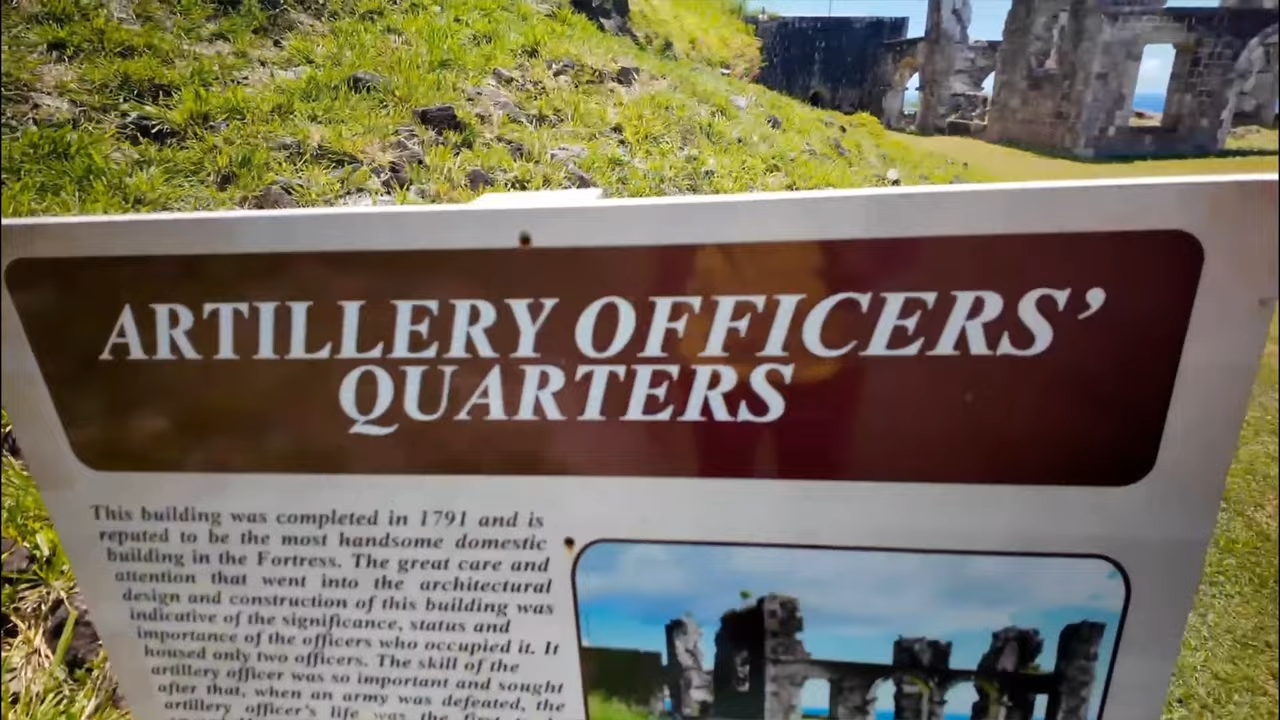 ARTILLERY OFFICERS'
QUARTERS
This building was completed in 1791 and is
reputed to be the most handsome domestic
building in the Fortress. The great care and
attention that went into the architectural
design and construction of this building was
indicative of the significance, status and
importance of the officers who occupied it. It
housed only two officers. The skill of the
artillery officer was so important and sought
after that, when an army was defeated, the
artillery officer's life was the first